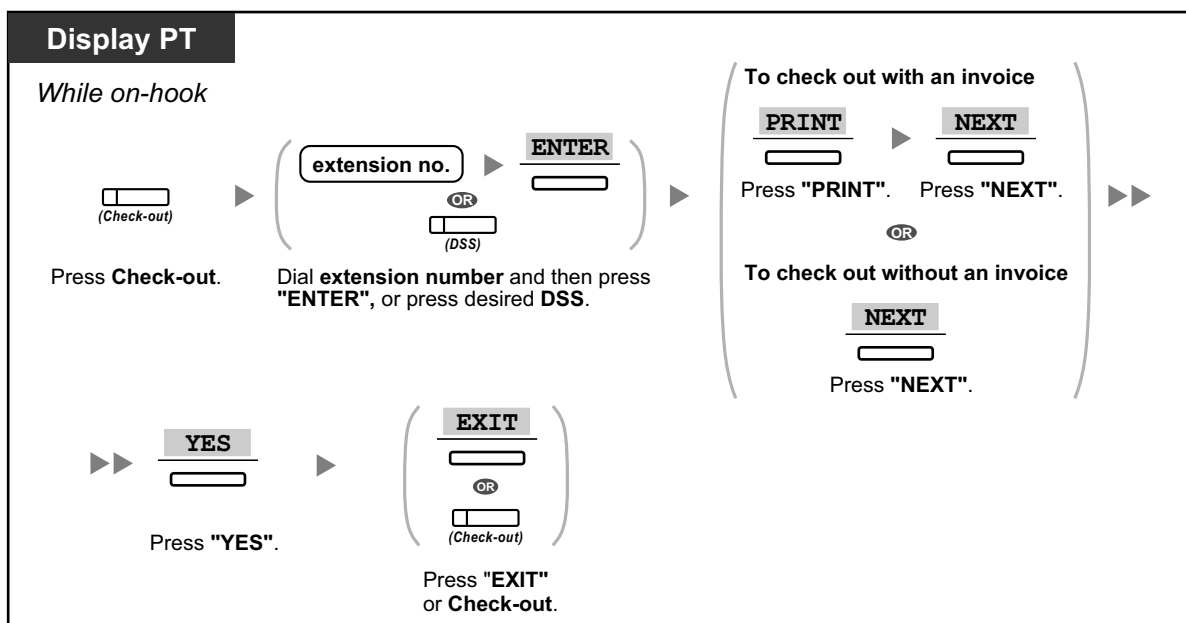 Display PT
While on-hook
(Check-out)
Press Check-out.
extension no.
ENTER
OR
(DSS)
Dial extension number and then press
"ENTER", or press desired DSS.
To check out with an invoice
PRINT
NEXT
Press "PRINT".
Press "NEXT".
OR
To check out without an invoice
NEXT
Press "NEXT".
YES
Press "YES".
EXIT
OR
(Check-out)
Press "EXIT"
or Check-out.